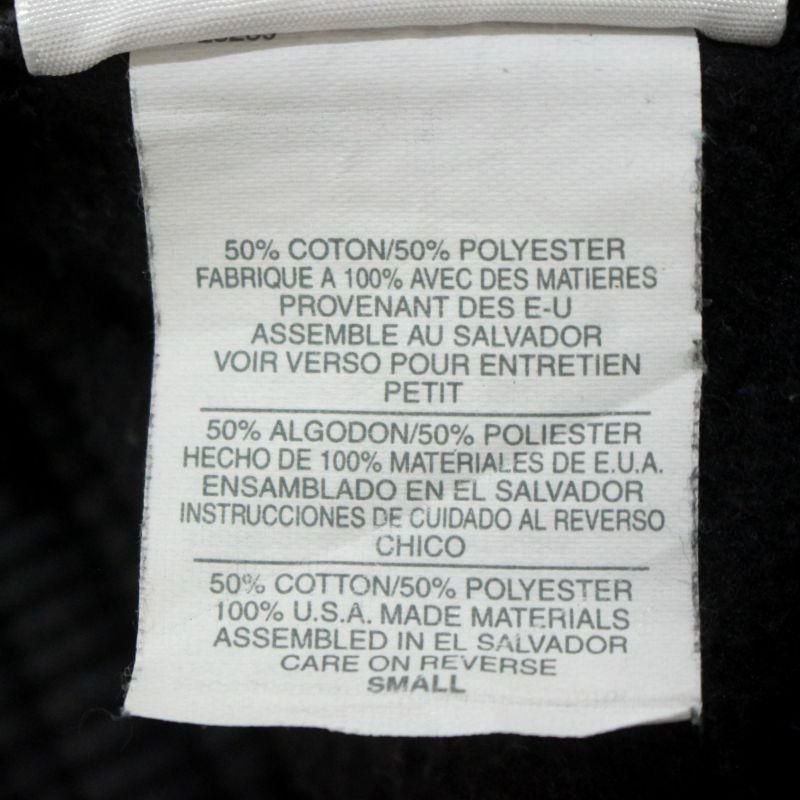 50% COTON/50% POLYESTER
FABRIQUE A 100% AVEC DES MATIERES
PROVENANT DES E-U
ASSEMBLE AU SALVADOR
VOIR VERSO POUR ENTRETIEN
PETIT
50% ALGODON/50% POLIESTER
HECHO DE 100% MATERIALES DE E.U.A.
ENSAMBLADO EN EL SALVADOR
INSTRUCCIONES DE CUIDADO AL REVERSO
CHICO
50% COTTON/50% POLYESTER
100% U.S.A. MADE MATERIALS
ASSEMBLED IN EL SALVADOR
CARE ON REVERSE
SMALL